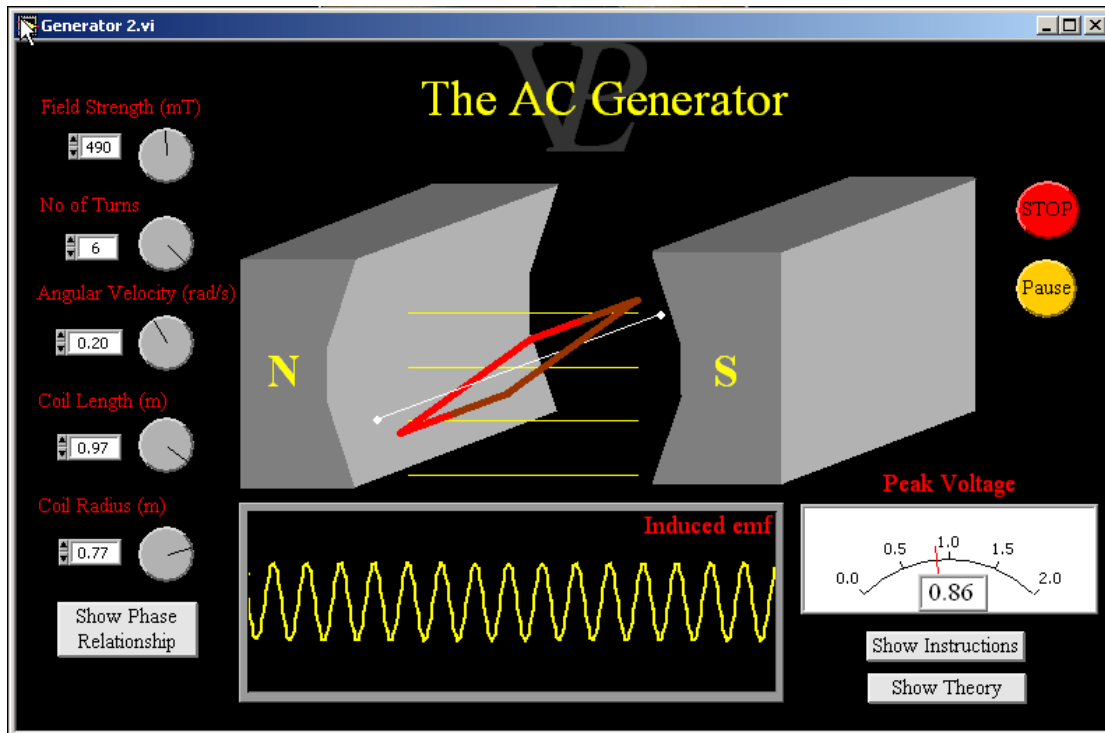 Generator 2.vi
VPL
The AC Generator
Field Strength (mT)
490
No of Turns
6
Angular Velocity (rad/s)
0.20
Coil Length (m)
0.97
Coil Radius (m)
0.77
Show Phase
Relationship
N
S
STOP
Pause
Induced emf
Peak Voltage
0.0
0.5
1.0
1.5
2.0
0.86
Show Instructions
Show Theory